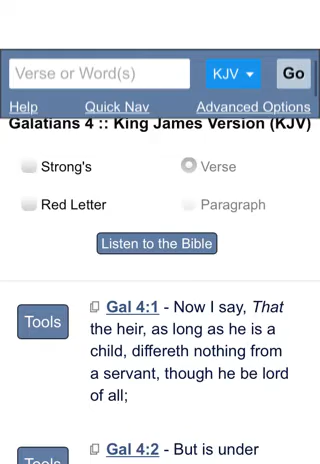 Verse or Word(s) KJV Go
Help Quick Nav Advanced Options
Galatians 4 :: King James Version (KJV)
Strong's Verse
Red Letter Paragraph
Listen to the Bible
Tools
Gal 4:1 - Now I say, That
the heir, as long as he is a
child, differeth nothing from
a servant, though he be lord
of all;
Tools
Gal 4:2 - But is under